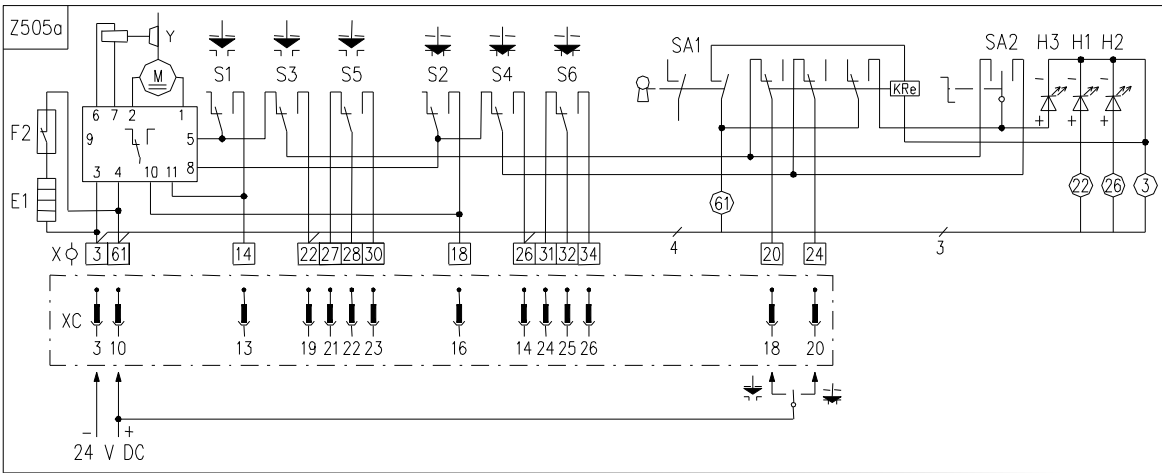 Z505a
Y
M
S1 S3 S5 S2 S4 S6
SA1 SA2 H3 H1 H2
KRe
6 7 2 1
F2 9 5
8
3 4 10 11
E1
- - -
+ + +
61 22 26 3
4 3
X 3 61 14 22 27 28 30 18 26 31 32 34 20 24
XC
3 10 13 19 21 22 23 16 14 24 25 26 18 20
- +
24 V DC